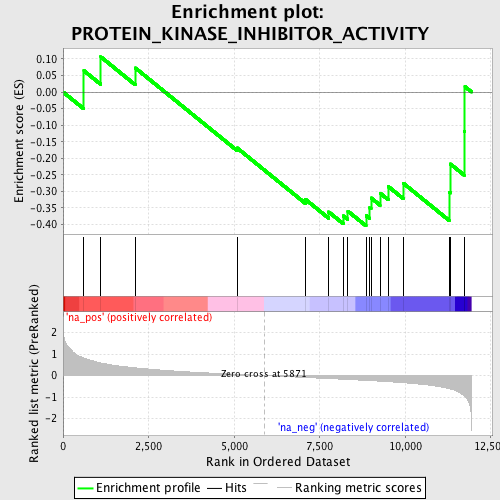 Enrichment plot:
PROTEIN_KINASE_INHIBITOR_ACTIVITY
Enrichment score (ES)
0.10
0.05
0.00
-0.05
-0.10
-0.15
-0.20
-0.25
-0.30
-0.35
-0.40
'na_pos' (positively correlated)
Ranked list metric (PreRanked)
2
1
0
-1
-2
Zero cross at 5871
'na_neg' (negatively correlated)
0 2,500 5,000 7,500 10,000 12,500
Rank in Ordered Dataset
Enrichment profile Hits Ranking metric scores